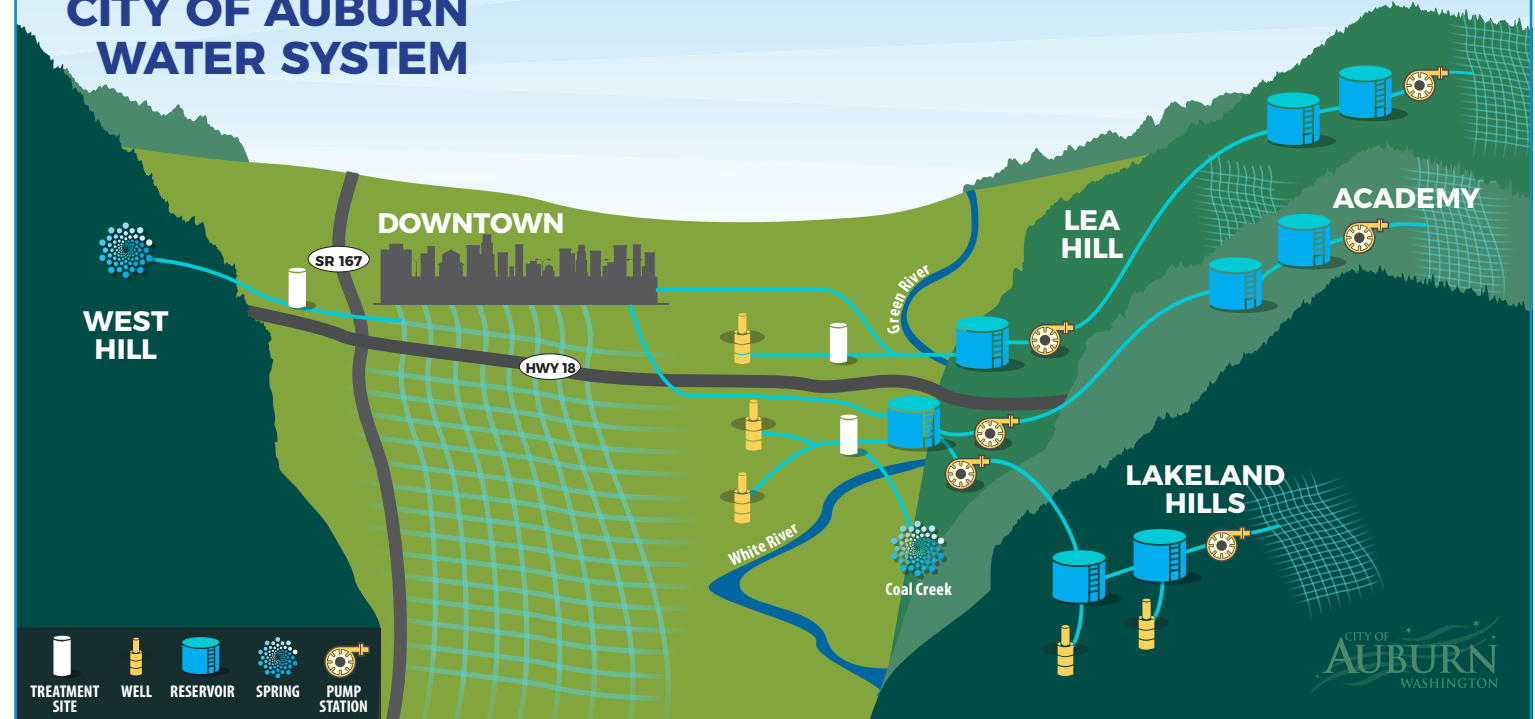 CITY OF AUBURN
WATER SYSTEM
DOWNTOWN
SR 167
WEST
HILL
HWY 18
Green River
LEA
HILL
ACADEMY
LAKELAND
HILLS
White River
Coal Creek
TREATMENT
SITE
WELL
RESERVOIR
SPRING
PUMP
STATION
CITY OF
AUBURN
WASHINGTON